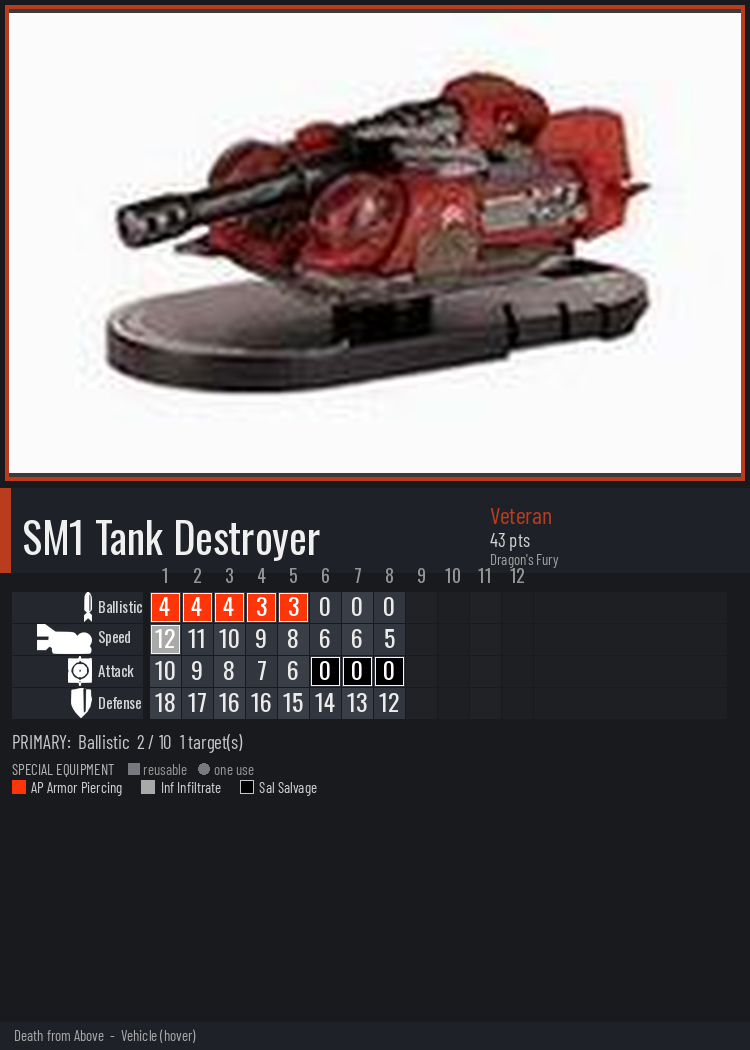 SM1 Tank Destroyer
Veteran
43 pts
Dragon's Fury
1 2 3 4 5 6 7 8 9 10 11 12
Ballistic 4 4 4 3 3 0 0 0
Speed 12 11 10 9 8 6 6 5
Attack 10 9 8 7 6 0 0 0
Defense 18 17 16 16 15 14 13 12
PRIMARY: Ballistic 2 / 10 1 target(s)
SPECIAL EQUIPMENT reusable one use
AP Armor Piercing Inf Infiltrate Sal Salvage
Death from Above - Vehicle (hover)